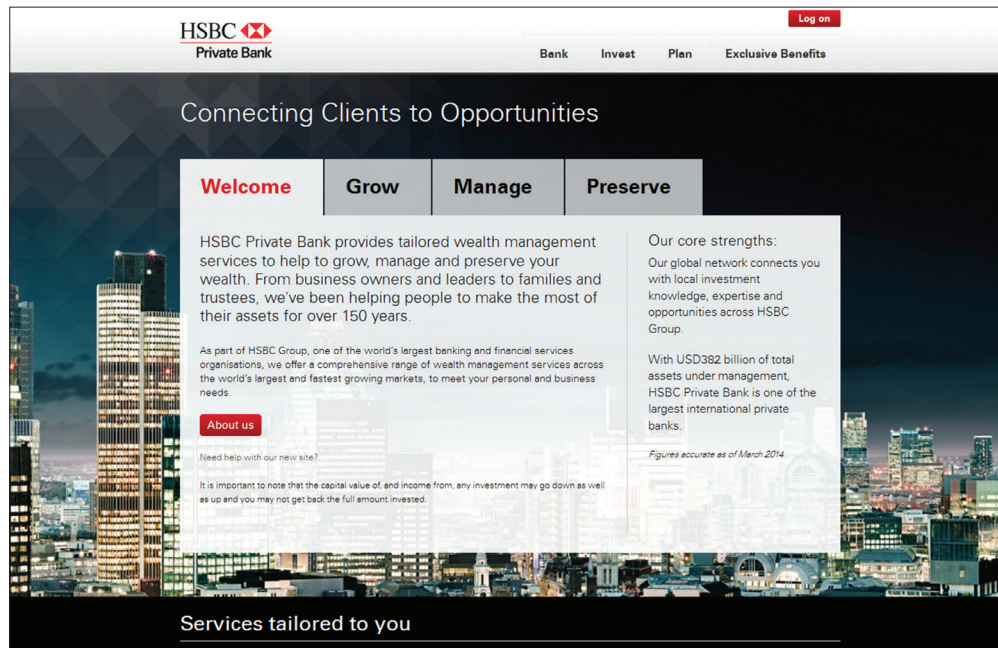 HSBC
Private Bank
Log on
Bank Invest Plan Exclusive Benefits
Connecting Clients to Opportunities
Welcome Grow Manage Preserve
HSBC Private Bank provides tailored wealth management
services to help to grow, manage and preserve your
wealth. From business owners and leaders to families and
trustees, we've been helping people to make the most of
their assets for over 150 years.
As part of HSBC Group, one of the world's largest banking and financial services
organisations, we offer a comprehensive range of wealth management services across
the world's largest and fastest growing markets, to meet your personal and business
needs.
About us
Need help with our new site?
It is important to note that the capital value of, and income from, any investment may go down as well
as up and you may not get back the full amount invested.
Our core strengths:
Our global network connects you
with local investment
knowledge, expertise and
opportunities across HSBC
Group.
With USD382 billion of total
assets under management,
HSBC Private Bank is one of the
largest international private
banks.
Figures accurate as of March 2014
Services tailored to you